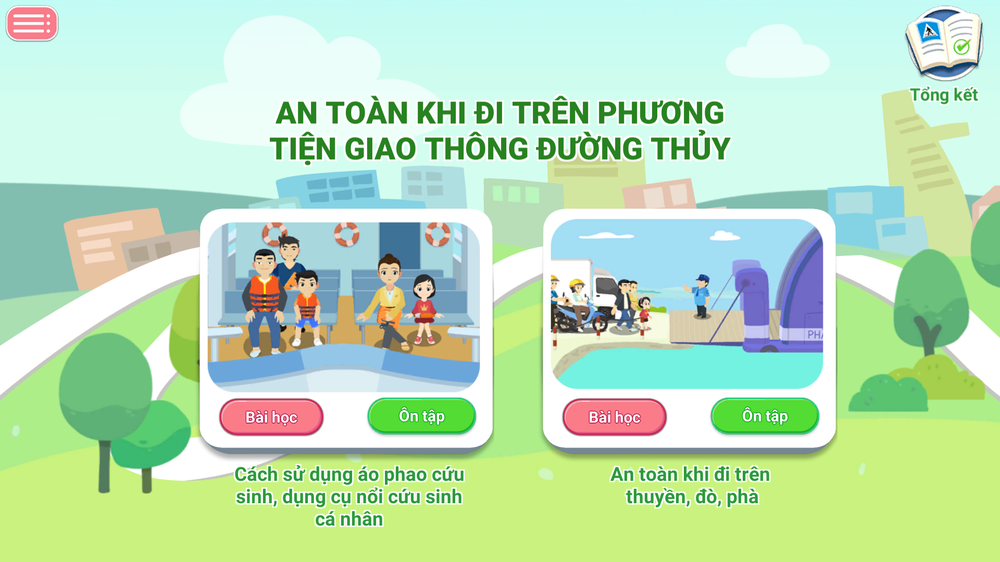 Tổng kết
AN TOÀN KHI ĐI TRÊN PHƯƠNG
TIỆN GIAO THÔNG ĐƯỜNG THỦY
Bài học
Ôn tập
PHÀ
Bài học
Ôn tập
Cách sử dụng áo phao cứu
sinh, dụng cụ nổi cứu sinh
cá nhân
An toàn khi đi trên
thuyền, đò, phà